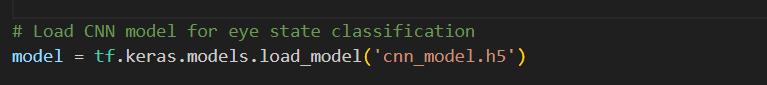 # Load CNN model for eye state classification
model = tf.keras.models.load_model('cnn_model.h5')